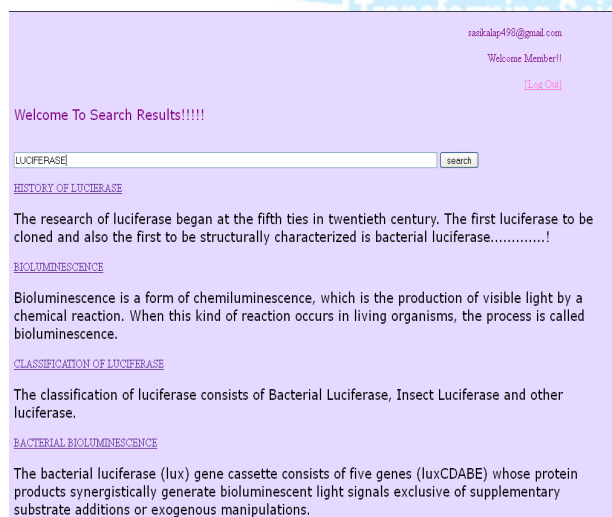 Transforming Sci
sasikalap498@gmail.com
Welcome Member!!
[Log Out]
Welcome To Search Results!!!!!
LUCIFERASE search
HISTORY OF LUCIERASE
The research of luciferase began at the fifth ties in twentieth century. The first luciferase to be
cloned and also the first to be structurally characterized is bacterial luciferase.............!
BIOLUMINESCENCE
Bioluminescence is a form of chemiluminescence, which is the production of visible light by a
chemical reaction. When this kind of reaction occurs in living organisms, the process is called
bioluminescence.
CLASSIFICATION OF LUCIFERASE
The classification of luciferase consists of Bacterial Luciferase, Insect Luciferase and other
luciferase.
BACTERIAL BIOLUMINESCENCE
The bacterial luciferase (lux) gene cassette consists of five genes (luxCDABE) whose protein
products synergistically generate bioluminescent light signals exclusive of supplementary
substrate additions or exogenous manipulations.